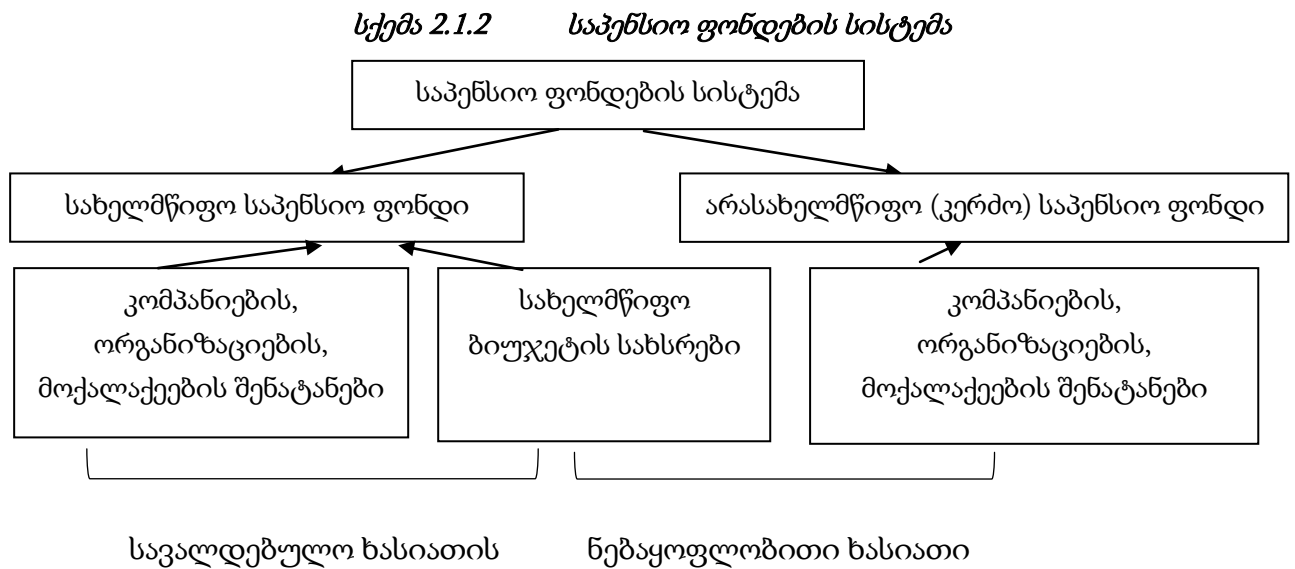 სქემა 2.1.2 საპენსიო ფონდების სისტემა
საპენსიო ფონდების სისტემა
სახელმწიფო საპენსიო ფონდი
არასახელმწიფო (კერძო) საპენსიო ფონდი
კომპანიების,
ორგანიზაციების,
მოქალაქეების შენატანები
სახელმწიფო
ბიუჯეტის სახსრები
კომპანიების,
ორგანიზაციების,
მოქალაქეების შენატანები
სავალდებულო ხასიათის
ნებაყოფლობითი ხასიათი